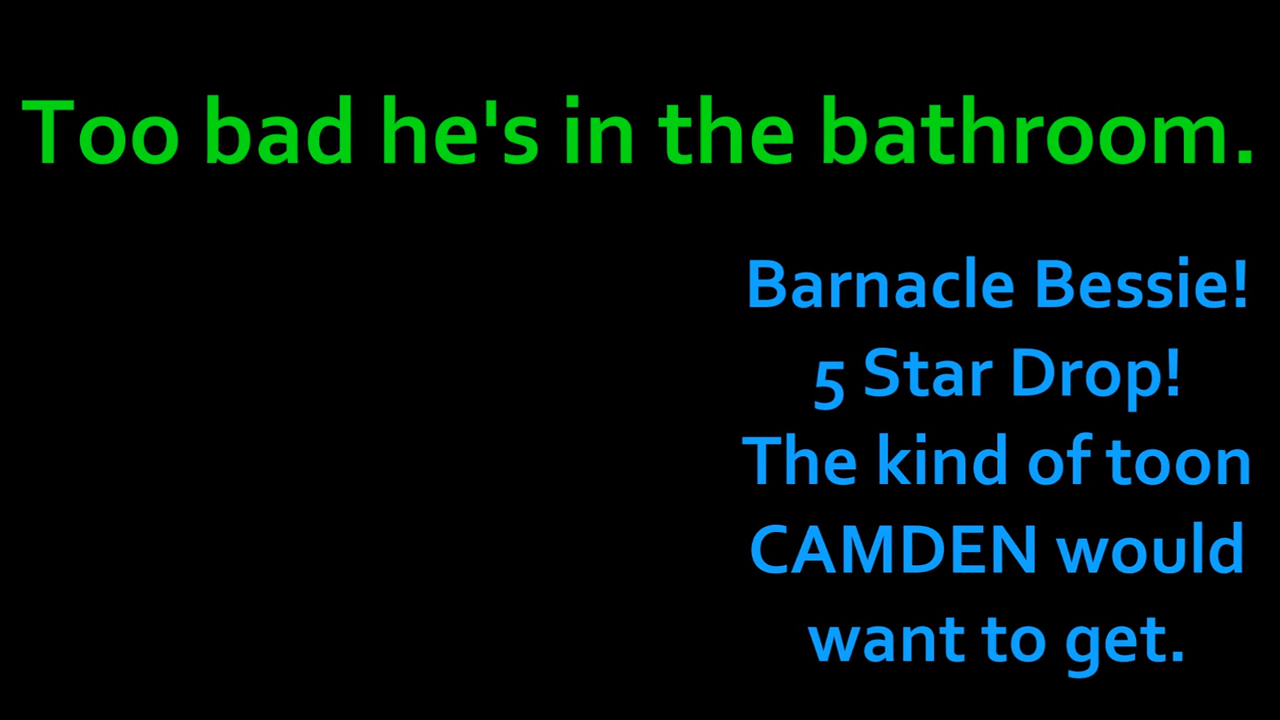 Too bad he's in the bathroom.
Barnacle Bessie!
5 Star Drop!
The kind of toon
CAMDEN would
want to get.